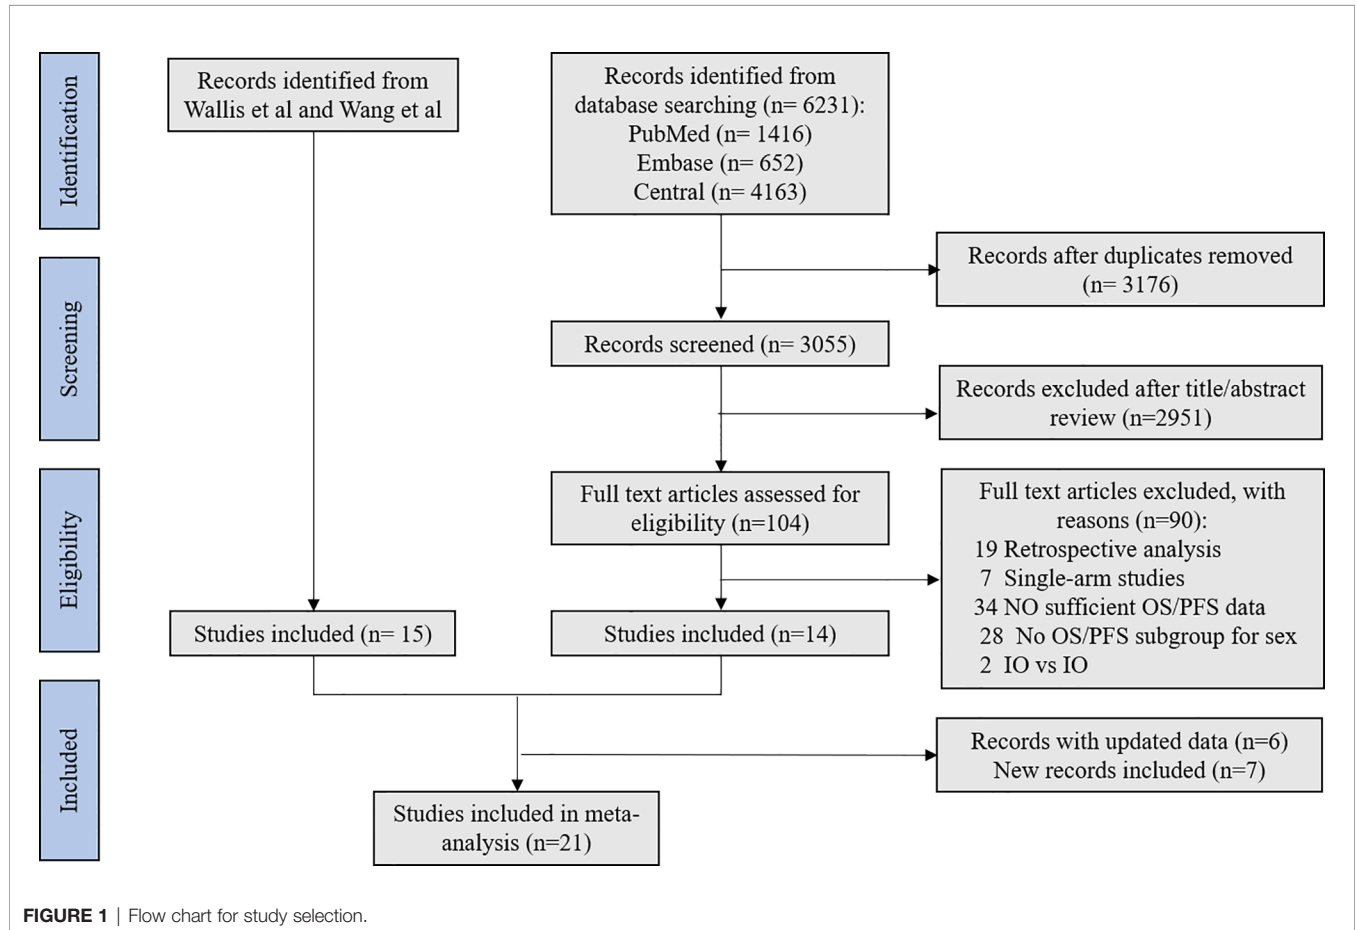 Identification
Records identified from
Wallis et al and Wang et al
Records identified from
database searching (n= 6231):
PubMed (n= 1416)
Embase (n= 652)
Central (n= 4163)
Records after duplicates removed
(n= 3176)
Screening
Records screened (n= 3055)
Records excluded after title/abstract
review (n=2951)
Eligibility
Full text articles assessed for
eligibility (n=104)
Full text articles excluded, with
reasons (n=90):
19 Retrospective analysis
7 Single-arm studies
34 NO sufficient OS/PFS data
28 No OS/PFS subgroup for sex
2 IO vs IO
Studies included (n= 15)
Studies included (n=14)
Included
Records with updated data (n=6)
New records included (n=7)
Studies included in meta-
analysis (n=21)
FIGURE 1 | Flow chart for study selection.